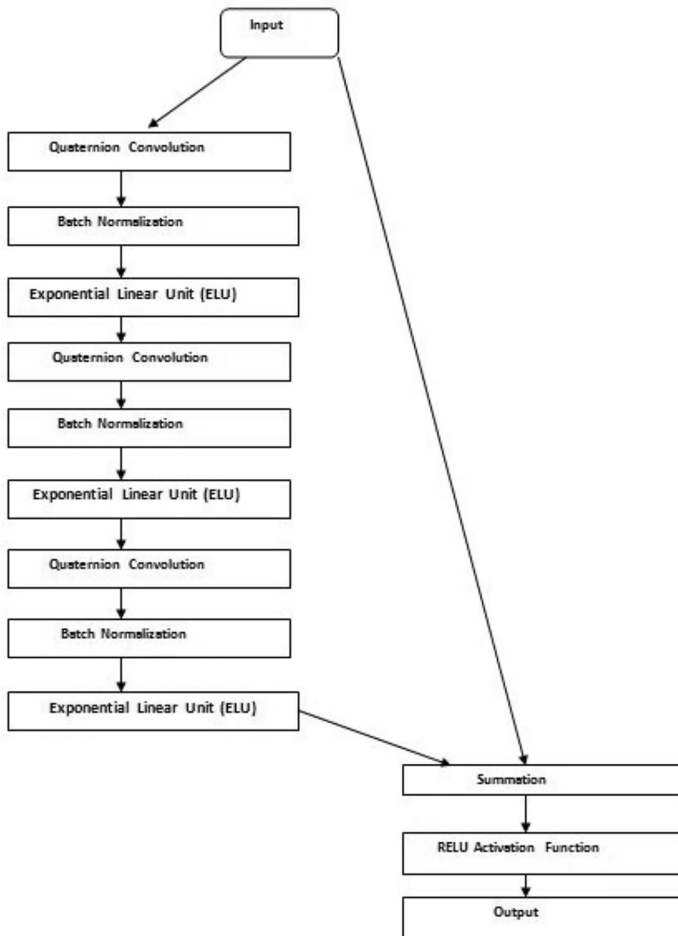 Input
Quaternion Convolution
Batch Normalization
Exponential Linear Unit (ELU)
Quaternion Convolution
Batch Normalization
Exponential Linear Unit (ELU)
Quaternion Convolution
Batch Normalization
Exponential Linear Unit (ELU)
Summation
RELU Activation Function
Output